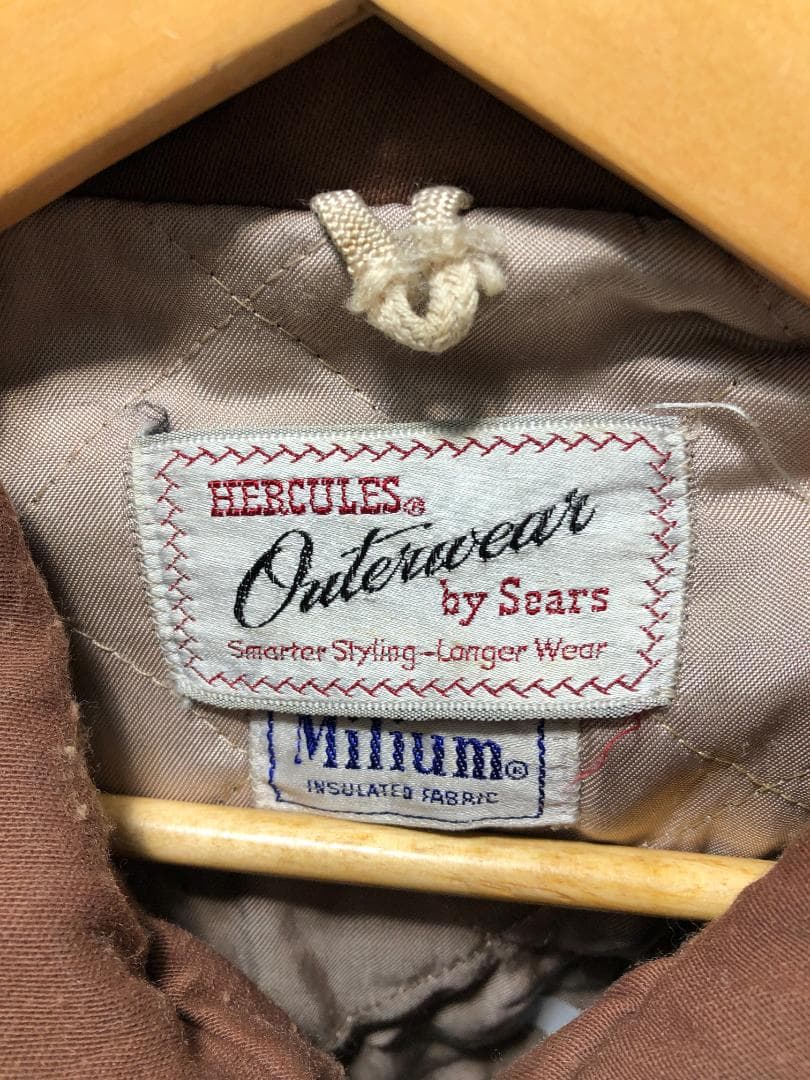 HERCULES®
Outerwear
by Sears
Smarter Styling-Longer Wear
Milium®
INSULATED FABRIC